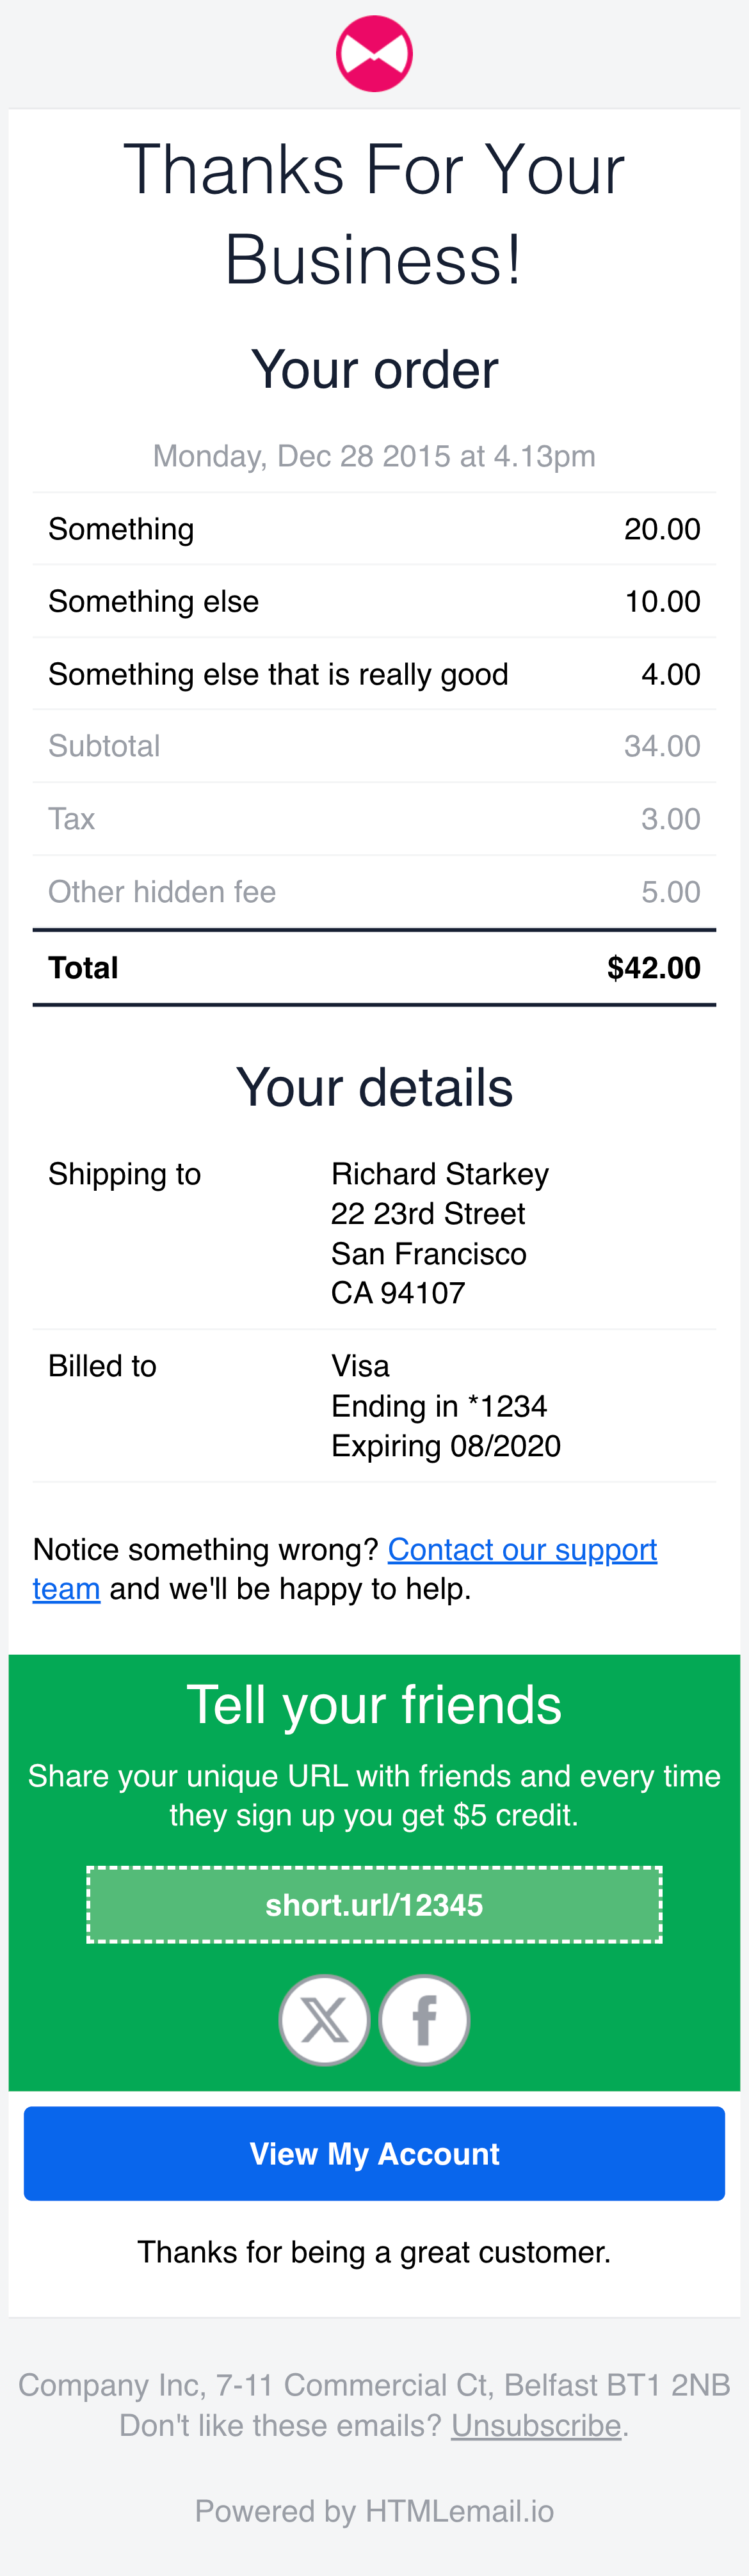 Thanks For Your
Business!
Your order
Monday, Dec 28 2015 at 4.13pm
Something 20.00
Something else 10.00
Something else that is really good 4.00
Subtotal 34.00
Tax 3.00
Other hidden fee 5.00
Total $42.00
Your details
Shipping to Richard Starkey
22 23rd Street
San Francisco
CA 94107
Billed to Visa
Ending in *1234
Expiring 08/2020
Notice something wrong? Contact our support
team and we'll be happy to help.
Tell your friends
Share your unique URL with friends and every time
they sign up you get $5 credit.
short.url/12345
View My Account
Thanks for being a great customer.
Company Inc, 7-11 Commercial Ct, Belfast BT1 2NB
Don't like these emails? Unsubscribe.
Powered by HTMLemail.io